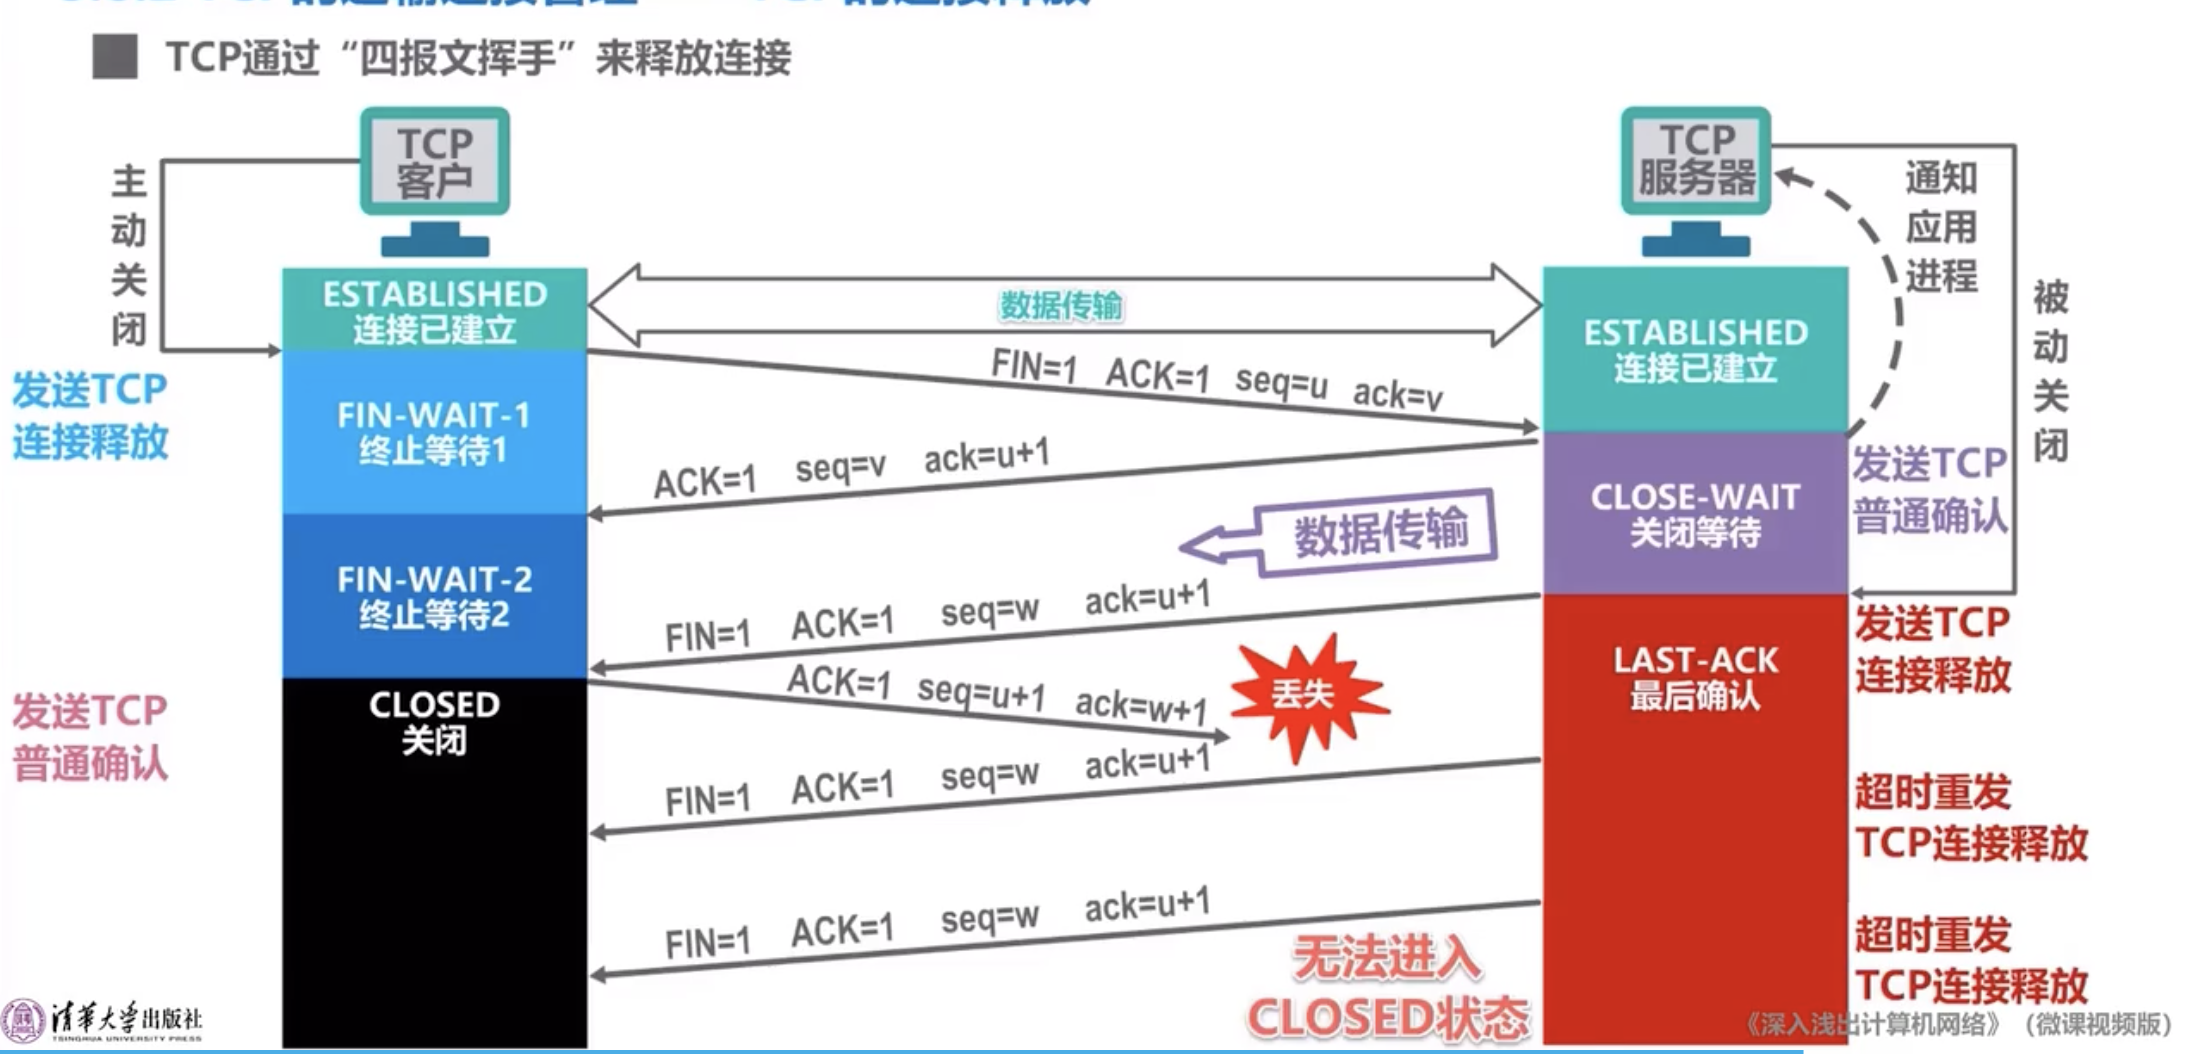 TCP通过“四报文挥手”来释放连接
TCP
客户
TCP
服务器
主动关闭
通知
应用
进程
被动关闭
ESTABLISHED
连接已建立
数据传输
ESTABLISHED
连接已建立
发送TCP
连接释放
FIN-WAIT-1
终止等待1
FIN=1 ACK=1 seq=u ack=v
ACK=1 seq=v ack=u+1
CLOSE-WAIT
关闭等待
发送TCP
普通确认
数据传输
FIN-WAIT-2
终止等待2
FIN=1 ACK=1 seq=w ack=u+1
LAST-ACK
最后确认
发送TCP
连接释放
发送TCP
普通确认
CLOSED
关闭
ACK=1 seq=u+1 ack=w+1
丢失
FIN=1 ACK=1 seq=w ack=u+1
超时重发
TCP连接释放
FIN=1 ACK=1 seq=w ack=u+1
超时重发
TCP连接释放
无法进入
CLOSED状态
清华大学出版社
TSINGHUA UNIVERSITY PRESS
《深入浅出计算机网络》（微课视频版）